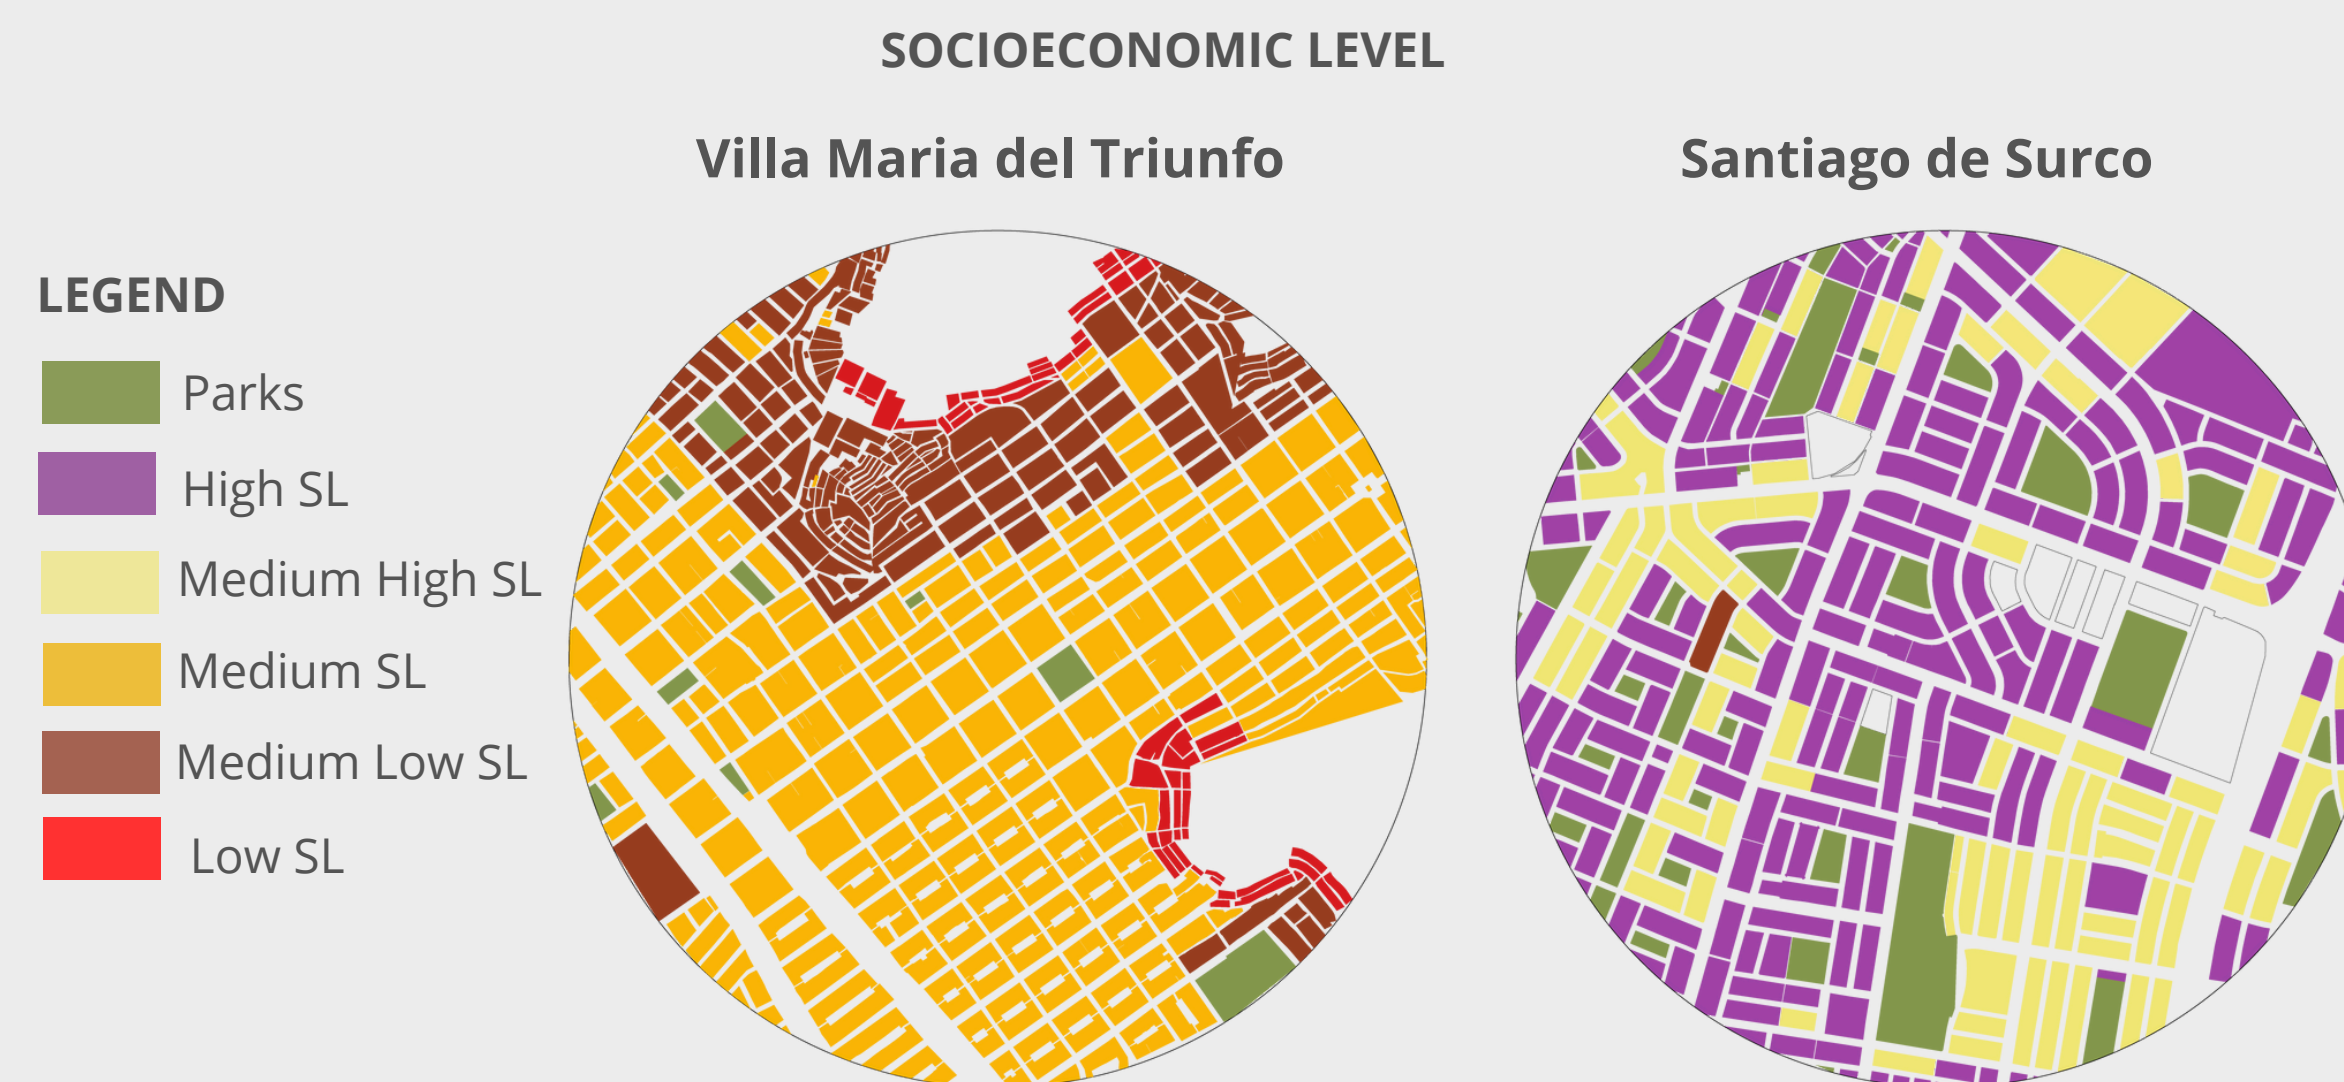 SOCIOECONOMIC LEVEL
Villa Maria del Triunfo
Santiago de Surco
LEGEND
Parks
High SL
Medium High SL
Medium SL
Medium Low SL
Low SL